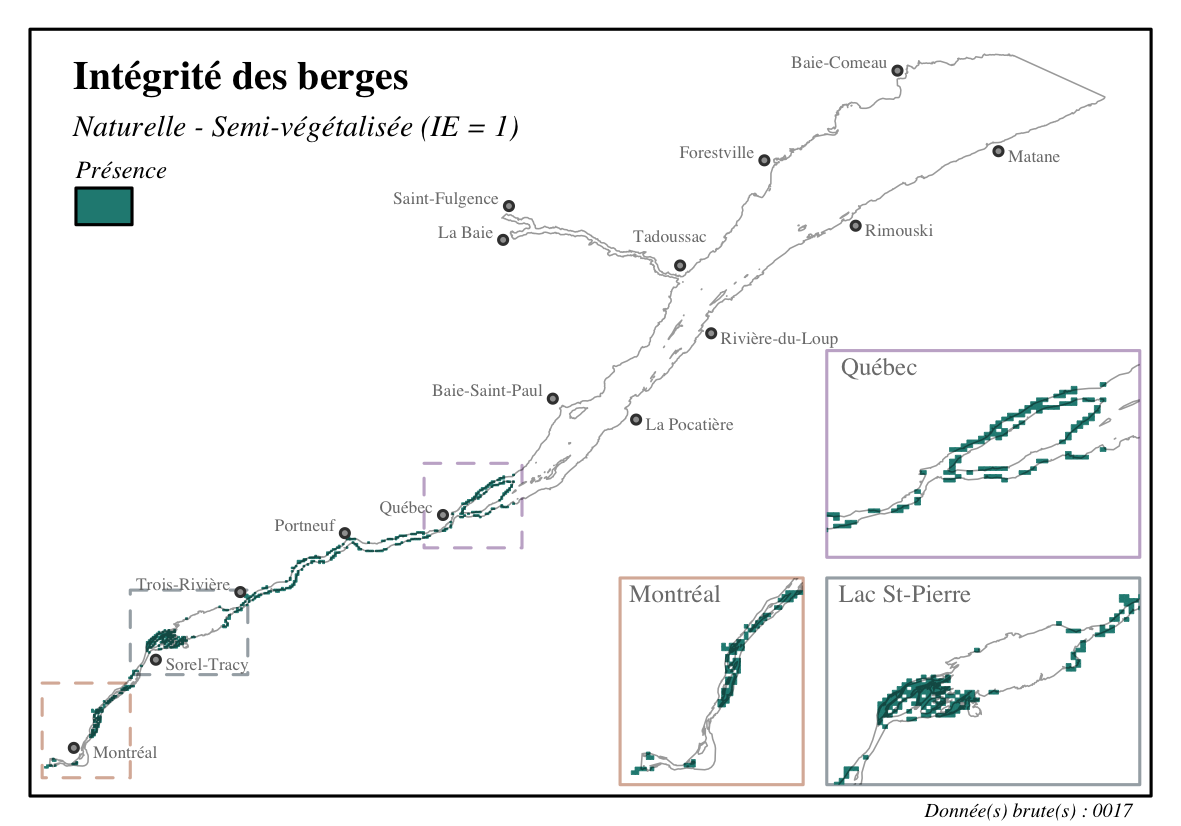 Intégrité des berges
Naturelle - Semi-végétalisée (IE = 1)
Présence
Baie-Comeau
Forestville
Matane
Saint-Fulgence
La Baie
Tadoussac
Rimouski
Rivière-du-Loup
Baie-Saint-Paul
La Pocatière
Québec
Portneuf
Trois-Rivière
Sorel-Tracy
Montréal
Québec
Montréal
Lac St-Pierre
Donnée(s) brute(s) : 0017